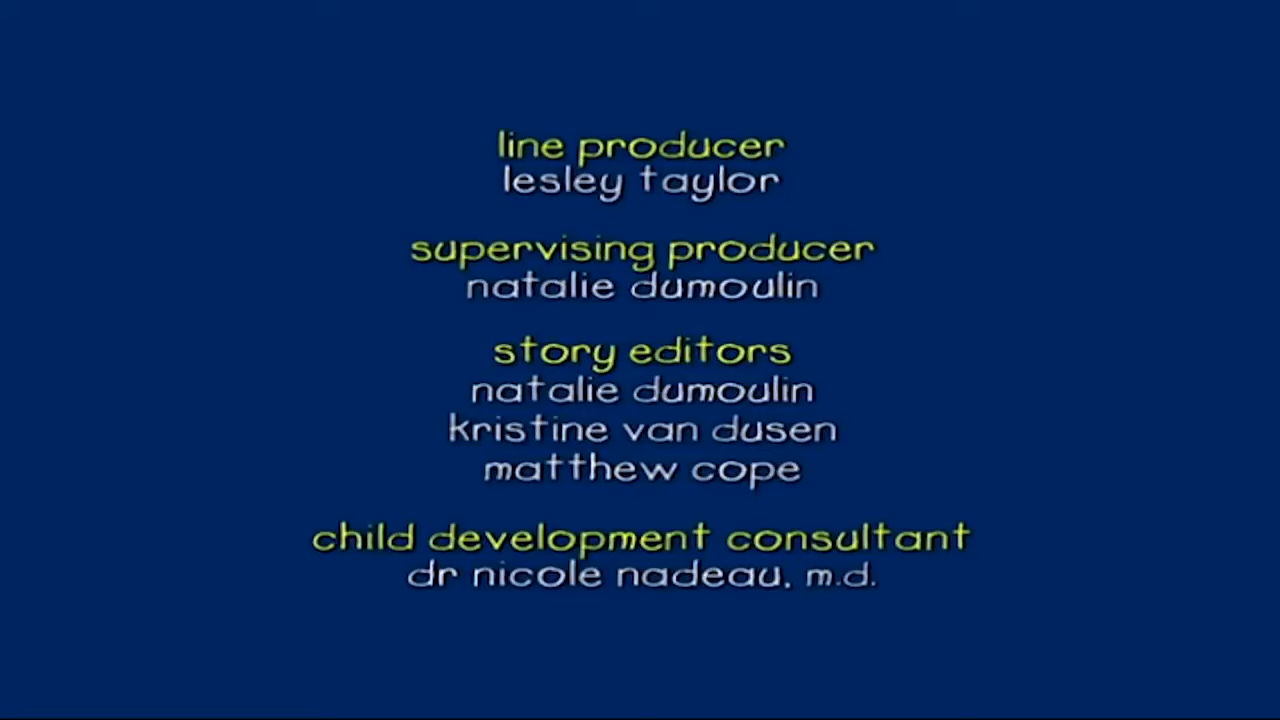 line producer
lesley taylor
supervising producer
natalie dumoulin
story editors
natalie dumoulin
kristine van dusen
matthew cope
child development consultant
dr nicole nadeau, m.d.